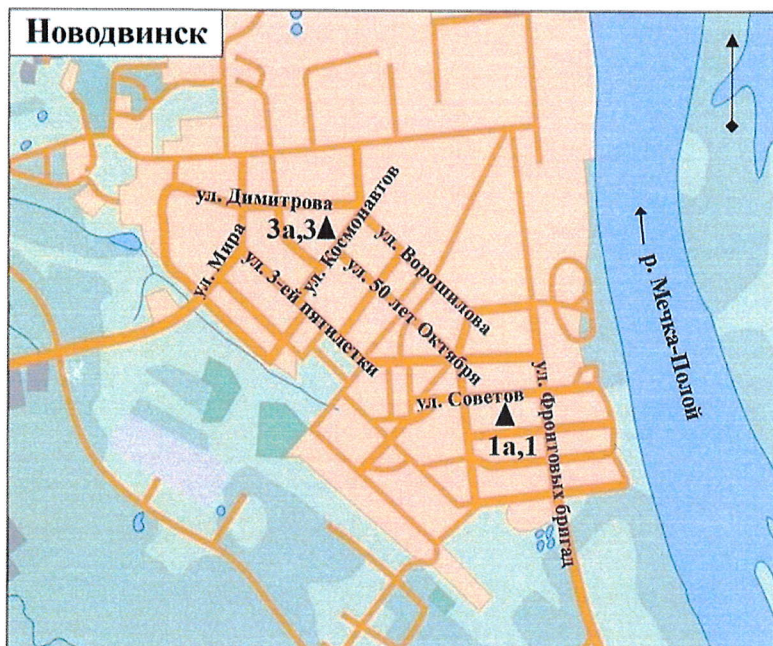 Новодвинск
ул. Димитрова
3а,3
ул. Космонавтов
ул. Мира
ул. 3-ей пятилетки
ул. 50 лет Октября
ул. Ворошилова
р. Мечка-Полой
ул. Советов
1а,1
ул. Фронтовых бригад